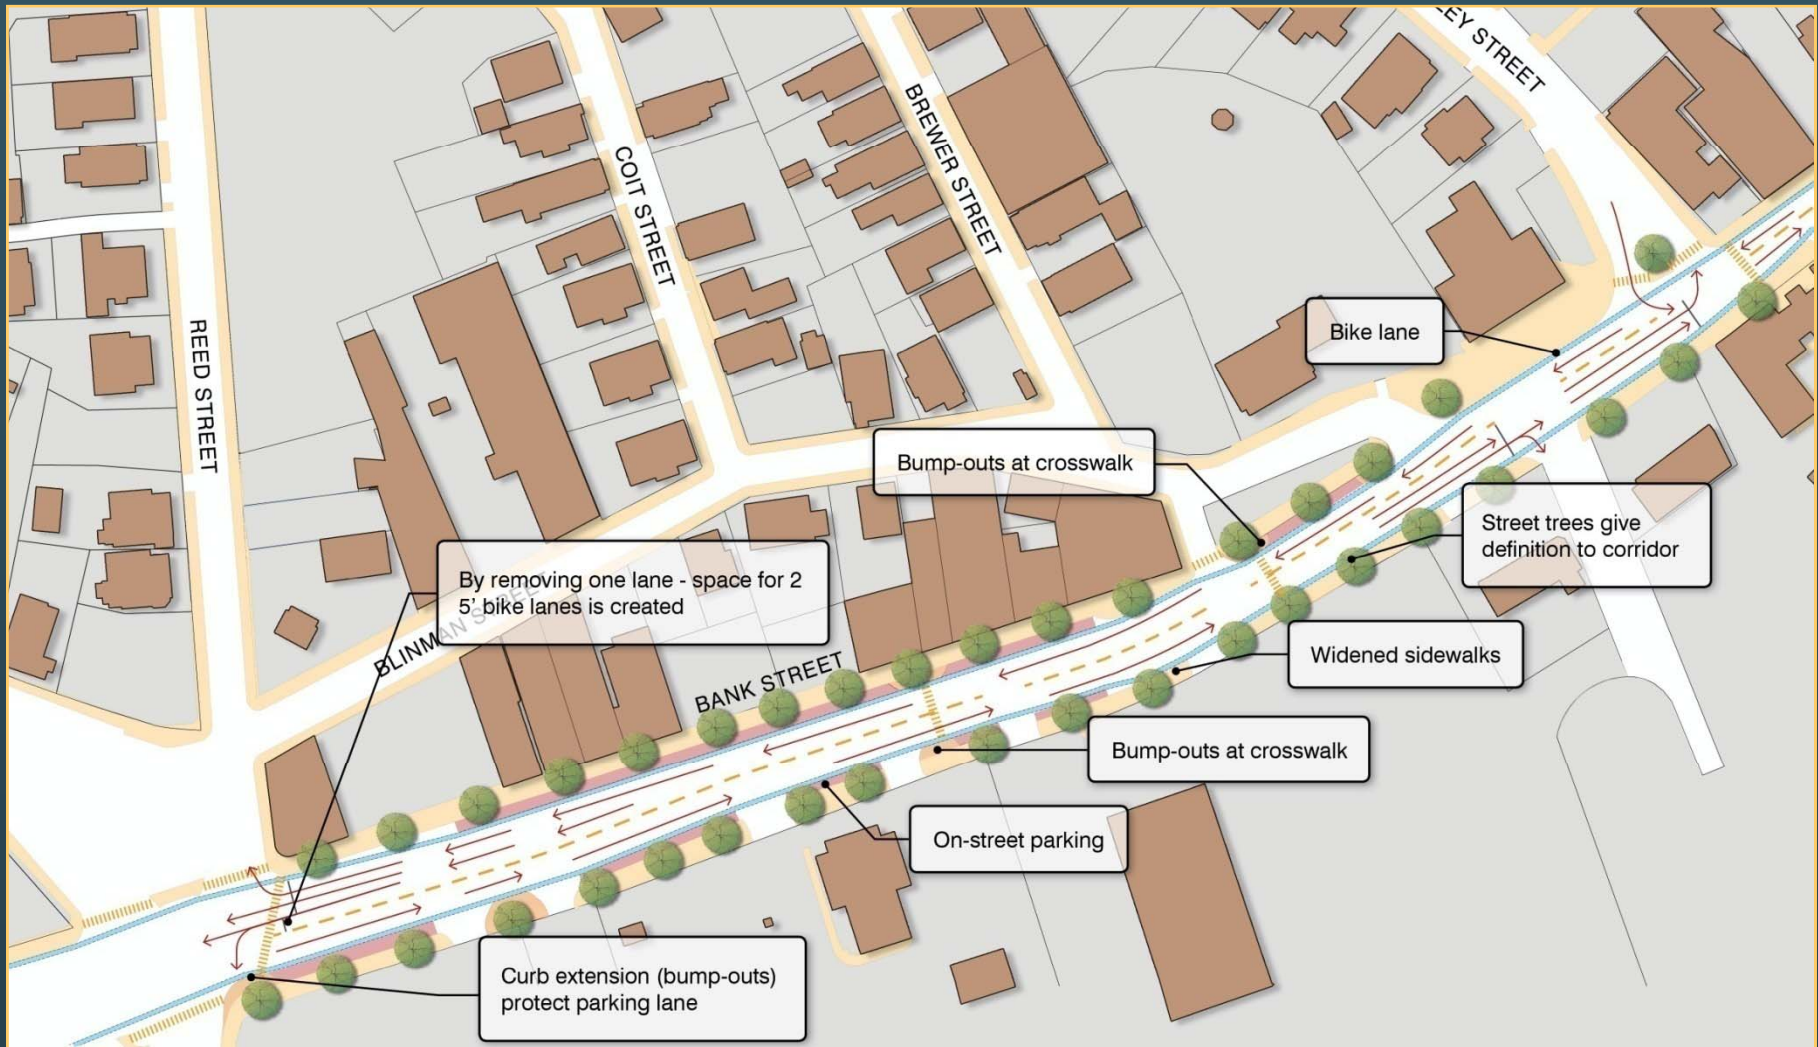 LEY STREET
BREWER STREET
COIT STREET
REED STREET
Bike lane
Bump-outs at crosswalk
Street trees give
definition to corridor
By removing one lane - space for 2
5' bike lanes is created
BLINMAN STREET
Widened sidewalks
BANK STREET
Bump-outs at crosswalk
On-street parking
Curb extension (bump-outs)
protect parking lane